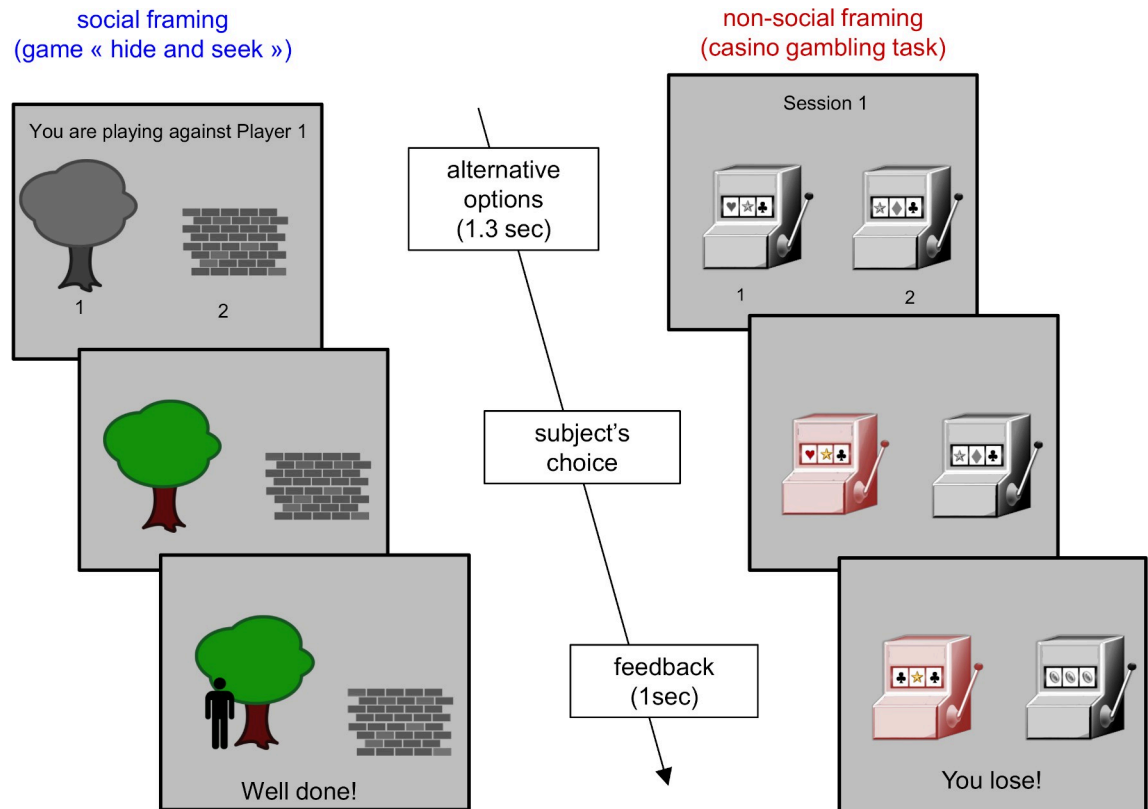 social framing
(game « hide and seek »)
non-social framing
(casino gambling task)
You are playing against Player 1
1
2
alternative
options
(1.3 sec)
Session 1
1
2
subject's
choice
feedback
(1sec)
Well done!
You lose!